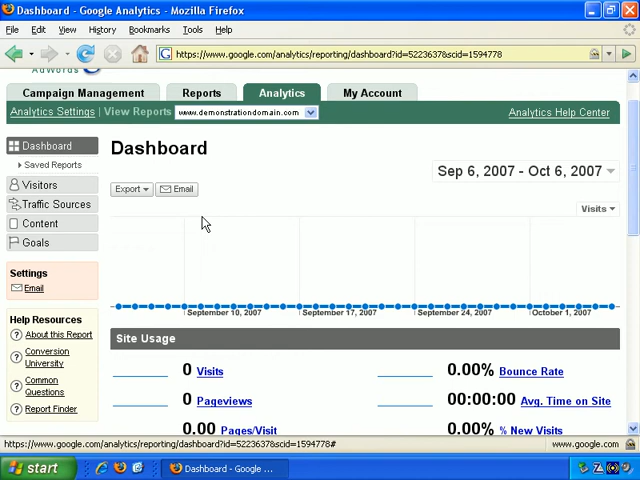 Dashboard - Google Analytics - Mozilla Firefox
File Edit View History Bookmarks Tools Help
https://www.google.com/analytics/reporting/dashboard?id=5223637&scid=1594778
AdWords
Campaign Management Reports Analytics My Account
Analytics Settings | View Reports www.demonstrationdomain.com Analytics Help Center
Dashboard
Saved Reports
Visitors
Traffic Sources
Content
Goals
Settings
Email
Help Resources
? About this Report
? Conversion
University
? Common
Questions
? Report Finder
Dashboard
Sep 6, 2007 - Oct 6, 2007
Export Email
Visits
September 10, 2007 September 17, 2007 September 24, 2007 October 1, 2007
Site Usage
0 Visits 0.00% Bounce Rate
0 Pageviews 00:00:00 Avg. Time on Site
0.00 Pages/Visit 0.00% % New Visits
https://www.google.com/analytics/reporting/dashboard?id=5223637&scid=1594778# www.google.com
start Dashboard - Google ...